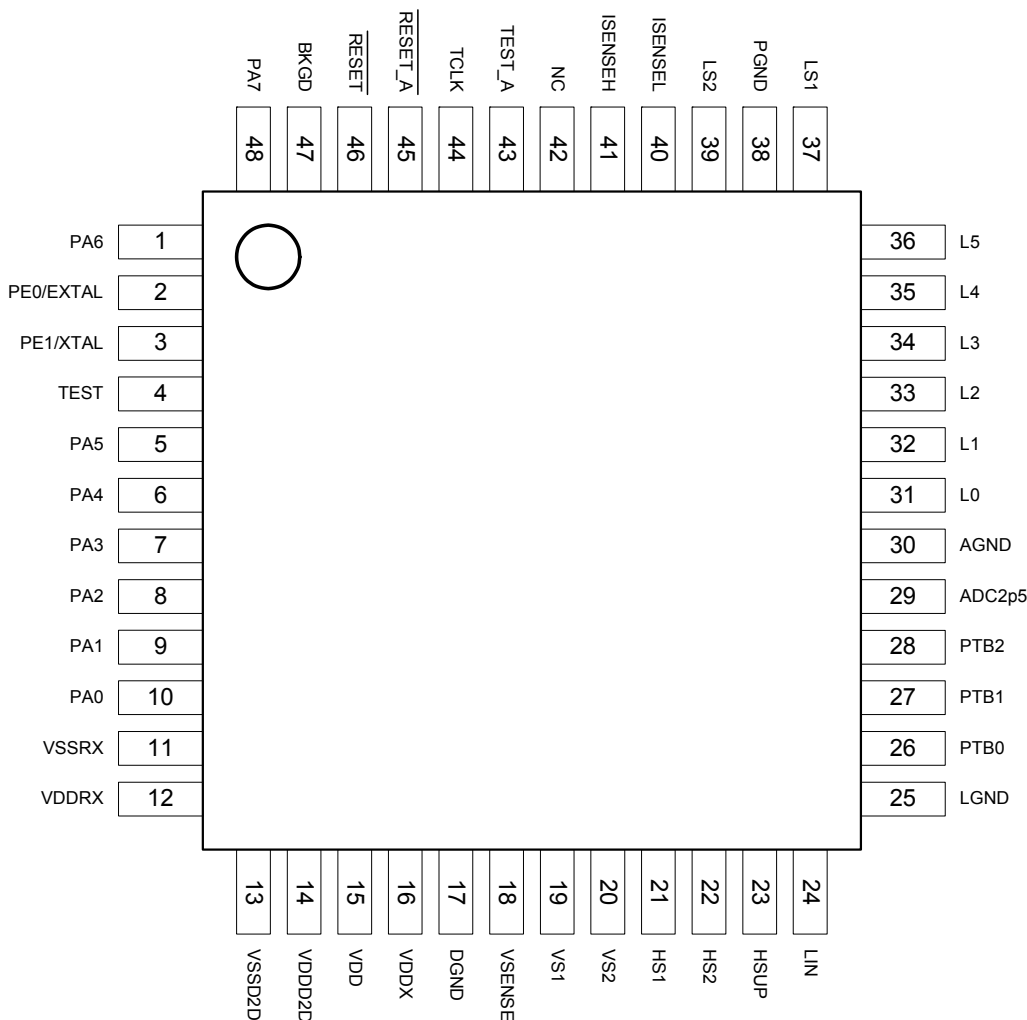 PA7
BKGD
RESET
RESET_A
TCLK
TEST_A
NC
ISENSEH
ISENSEL
LS2
PGND
LS1
48
47
46
45
44
43
42
41
40
39
38
37
PA6 1
PE0/EXTAL 2
PE1/XTAL 3
TEST 4
PA5 5
PA4 6
PA3 7
PA2 8
PA1 9
PA0 10
VSSRX 11
VDDRX 12
36 L5
35 L4
34 L3
33 L2
32 L1
31 L0
30 AGND
29 ADC2p5
28 PTB2
27 PTB1
26 PTB0
25 LGND
13
14
15
16
17
18
19
20
21
22
23
24
VSSD2D
VDDD2D
VDD
VDDX
DGND
VSENSE
VS1
VS2
HS1
HS2
HSUP
LIN